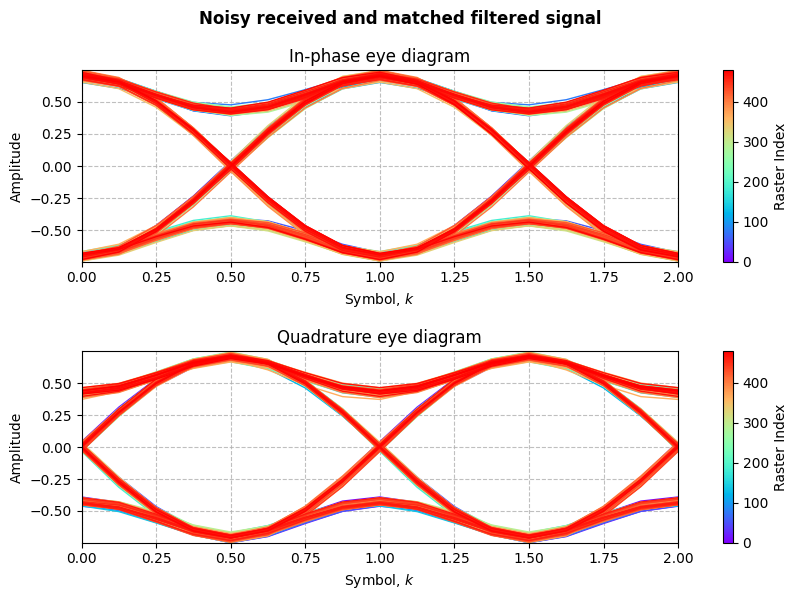 Noisy received and matched filtered signal
In-phase eye diagram
Amplitude
0.50
0.25
0.00
−0.25
−0.50
0.00 0.25 0.50 0.75 1.00 1.25 1.50 1.75 2.00
Symbol, k
400
300
200
100
0
Raster Index
Quadrature eye diagram
Amplitude
0.50
0.25
0.00
−0.25
−0.50
0.00 0.25 0.50 0.75 1.00 1.25 1.50 1.75 2.00
Symbol, k
400
300
200
100
0
Raster Index